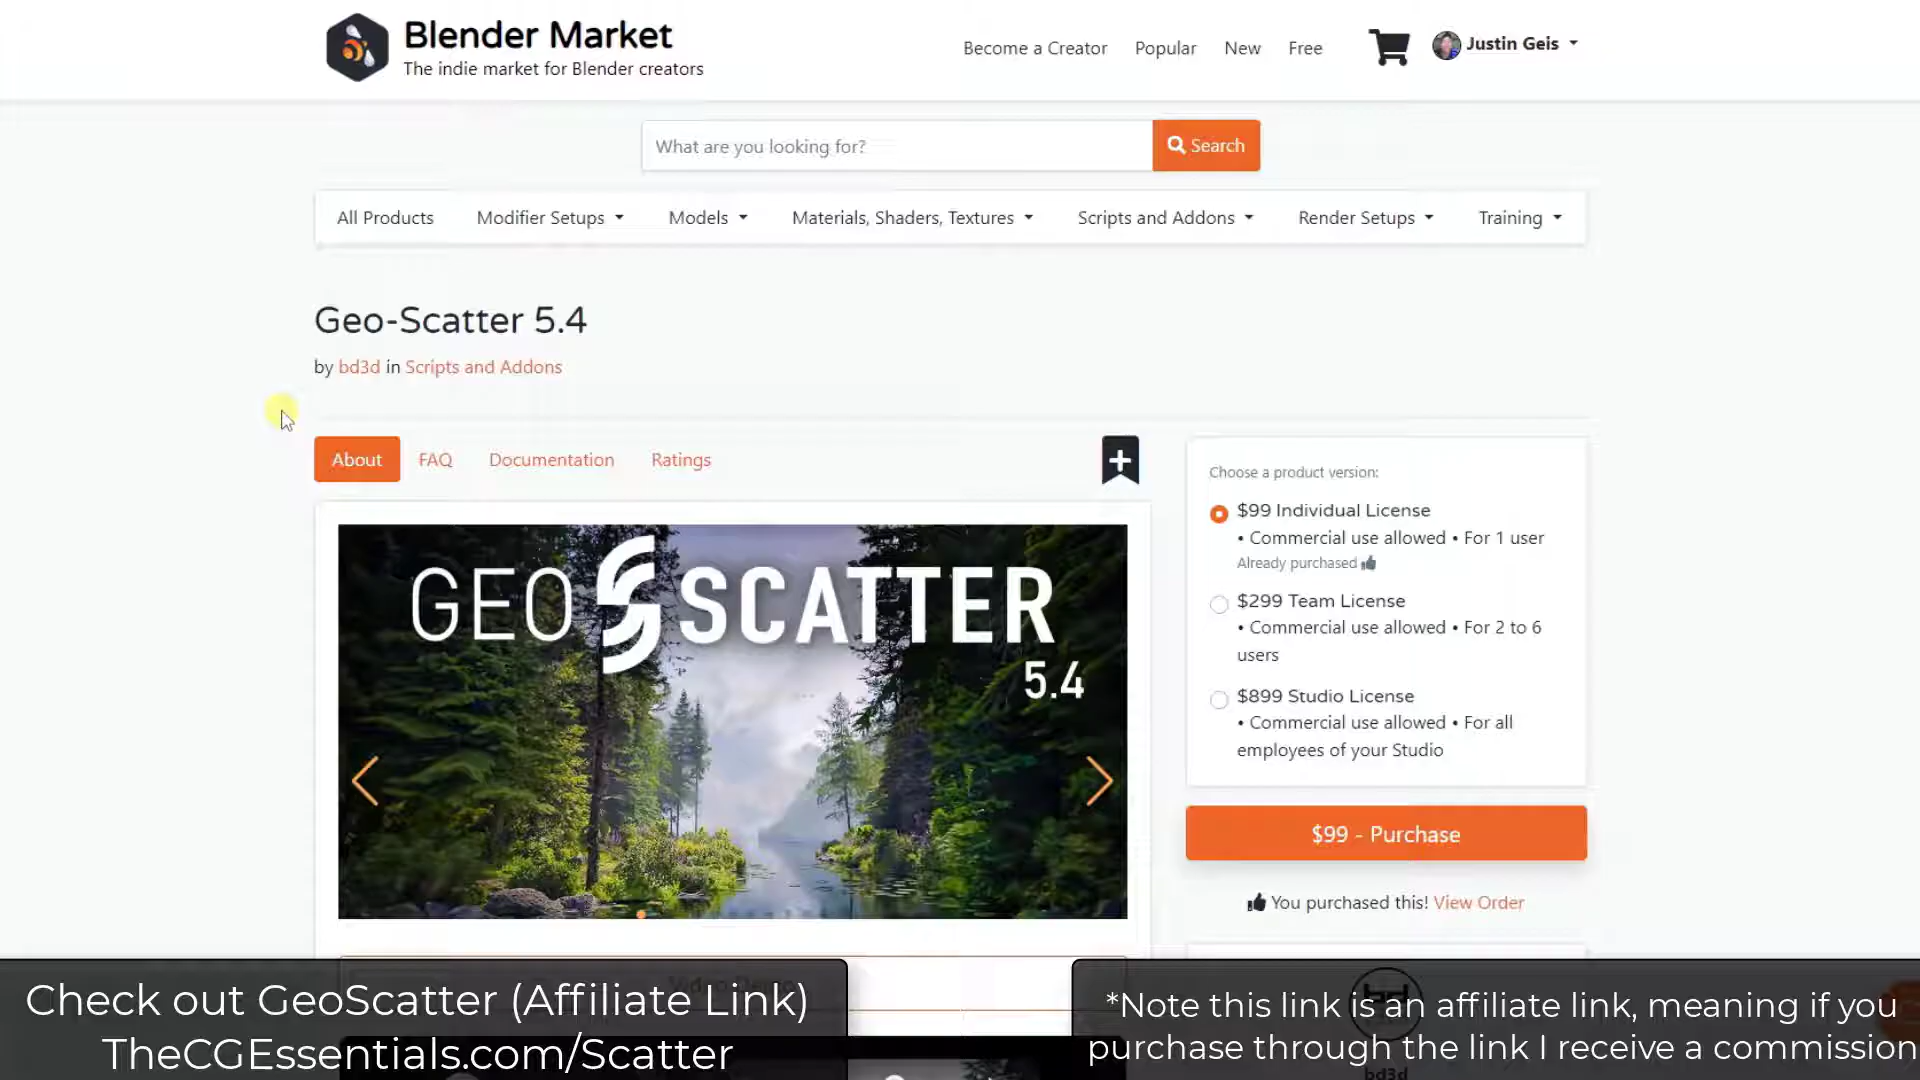 Blender Market
The indie market for Blender creators
Become a Creator
Popular
New
Free
Justin Geis
What are you looking for?
Search
All Products
Modifier Setups
Models
Materials, Shaders, Textures
Scripts and Addons
Render Setups
Training
Geo-Scatter 5.4
by bd3d in Scripts and Addons
About
FAQ
Documentation
Ratings
GEO SCATTER
5.4
Choose a product version:
$99 Individual License
• Commercial use allowed • For 1 user
Already purchased
$299 Team License
• Commercial use allowed • For 2 to 6
users
$899 Studio License
• Commercial use allowed • For all
employees of your Studio
$99 - Purchase
You purchased this! View Order
Check out GeoScatter (Affiliate Link)
TheCGEssentials.com/Scatter
*Note this link is an affiliate link, meaning if you
purchase through the link I receive a commission
bd3d